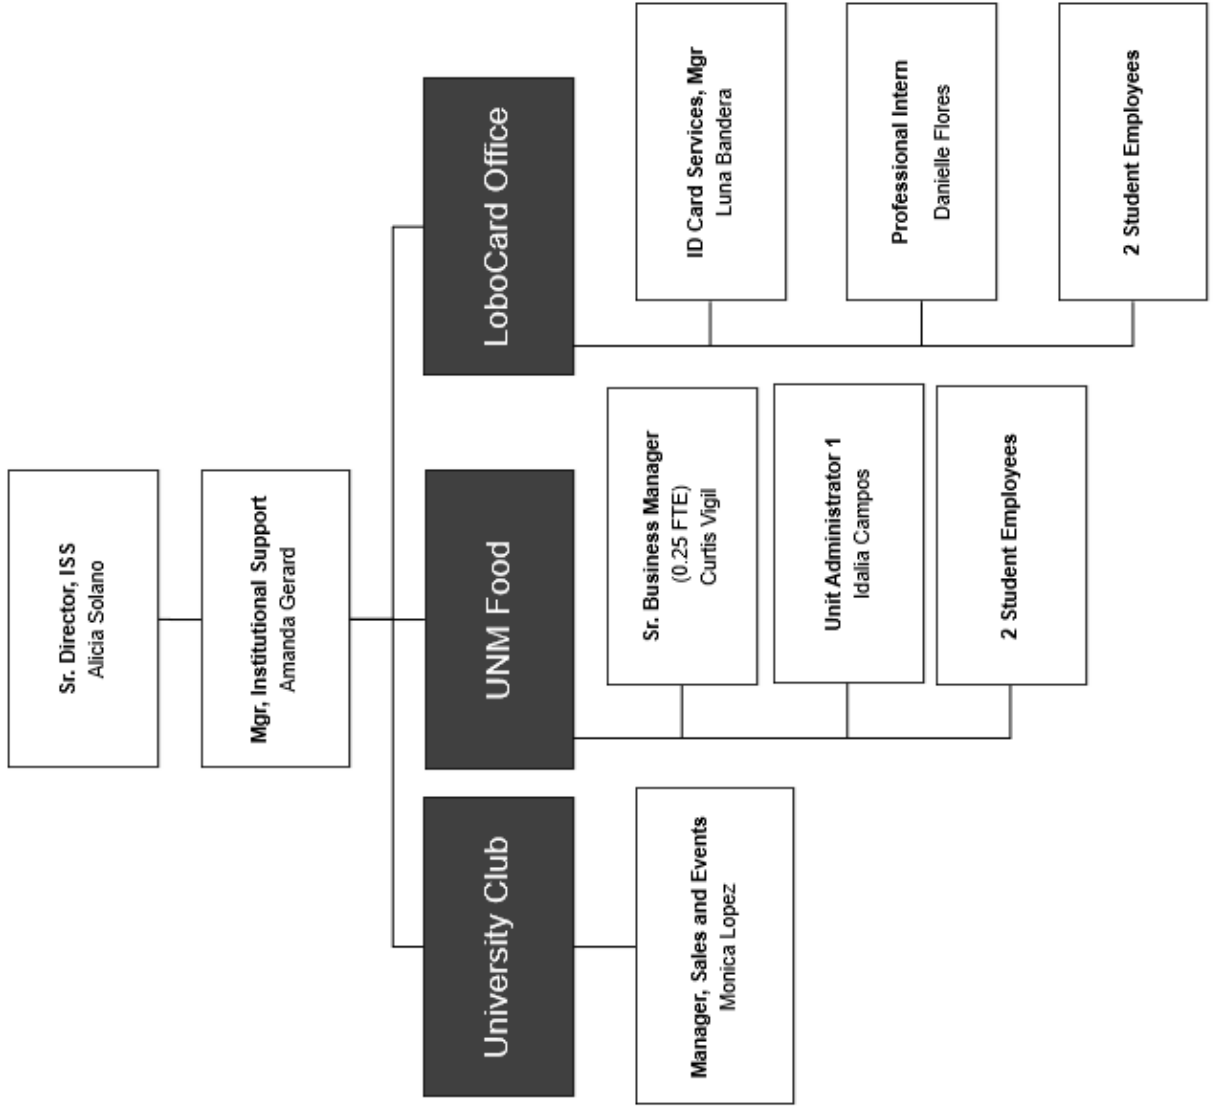 Sr. Director, ISS
Alicia Solano
Mgr, Institutional Support
Amanda Gerard
University Club
UNM Food
LoboCard Office
Manager, Sales and Events
Monica Lopez
Sr. Business Manager
(0.25 FTE)
Curtis Vigil
Unit Administrator 1
Idalia Campos
2 Student Employees
ID Card Services, Mgr
Luna Bandera
Professional Intern
Danielle Flores
2 Student Employees